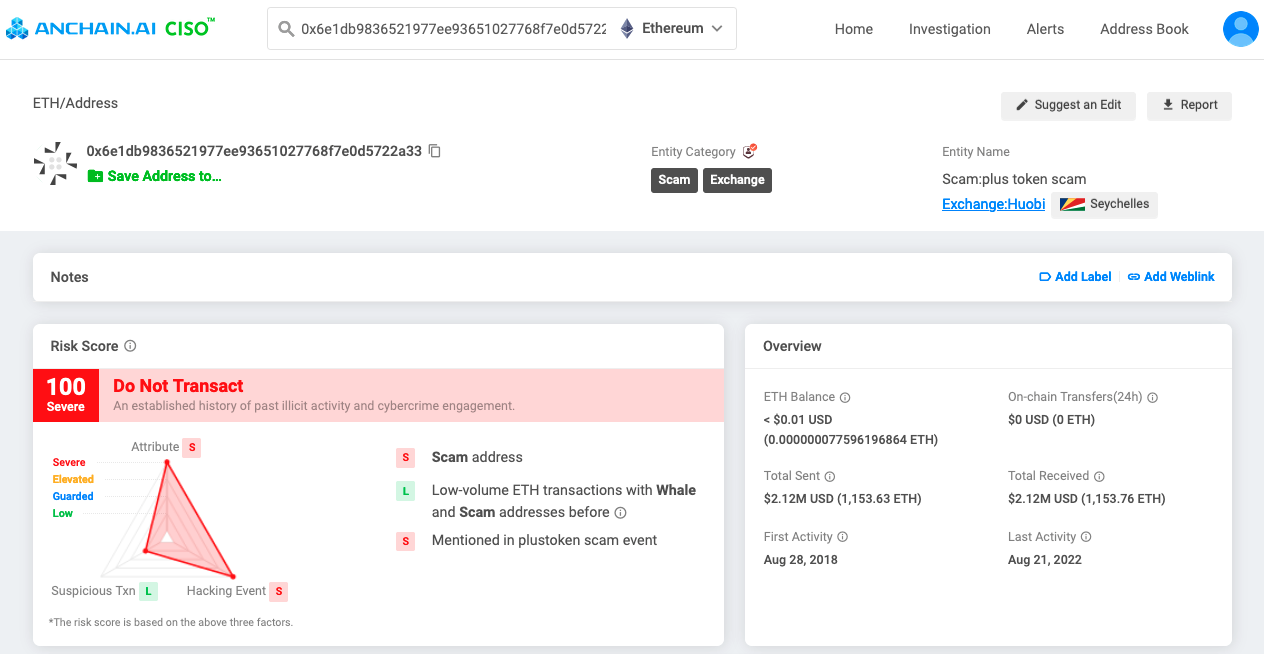 ANCHAIN.AI CISO™
0x6e1db9836521977ee93651027768f7e0d5722
Ethereum
Home
Investigation
Alerts
Address Book
ETH/Address
Suggest an Edit
Report
0x6e1db9836521977ee93651027768f7e0d5722a33
Save Address to...
Entity Category
Scam
Exchange
Entity Name
Scam:plus token scam
Exchange:Huobi
Seychelles
Notes
Add Label
Add Weblink
Risk Score
100
Severe
Do Not Transact
An established history of past illicit activity and cybercrime engagement.
Attribute S
Severe
Elevated
Guarded
Low
Suspicious Txn L
Hacking Event S
*The risk score is based on the above three factors.
S Scam address
L Low-volume ETH transactions with Whale
and Scam addresses before
S Mentioned in plustoken scam event
Overview
ETH Balance
< $0.01 USD
(0.000000077596196864 ETH)
On-chain Transfers(24h)
$0 USD (0 ETH)
Total Sent
$2.12M USD (1,153.63 ETH)
Total Received
$2.12M USD (1,153.76 ETH)
First Activity
Aug 28, 2018
Last Activity
Aug 21, 2022